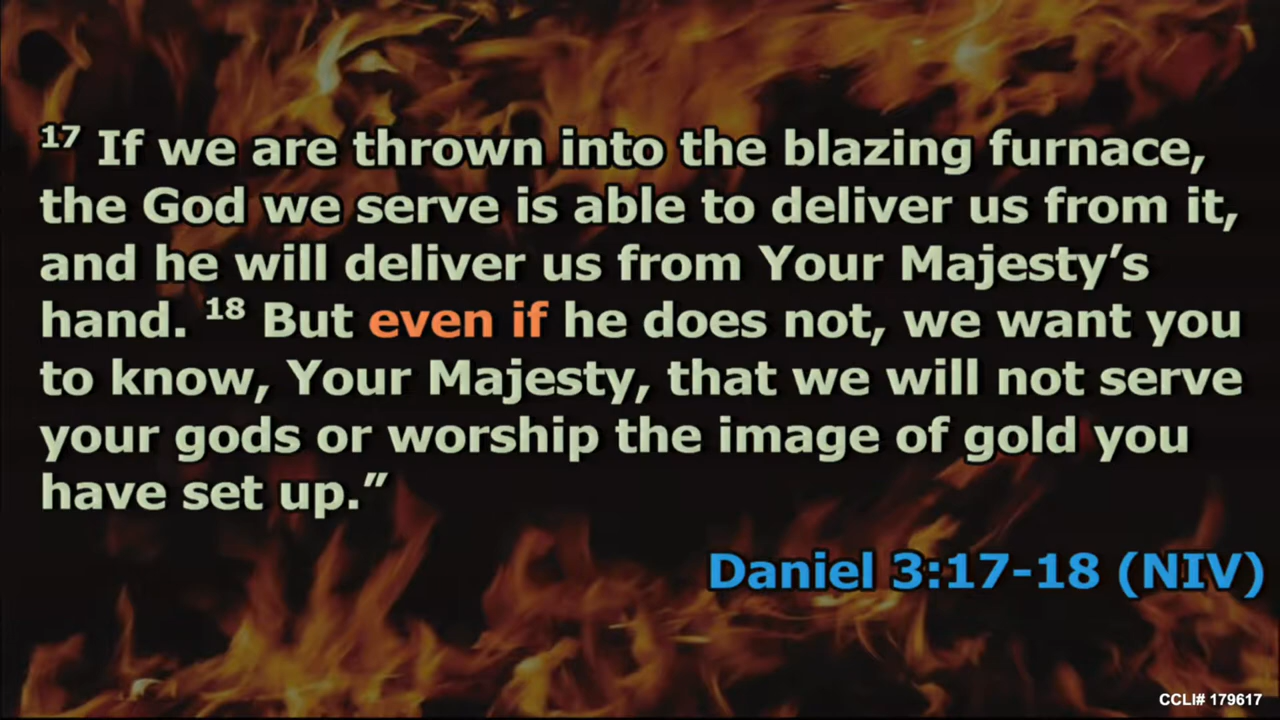 17 If we are thrown into the blazing furnace,
the God we serve is able to deliver us from it,
and he will deliver us from Your Majesty’s
hand. 18 But even if he does not, we want you
to know, Your Majesty, that we will not serve
your gods or worship the image of gold you
have set up.”
Daniel 3:17-18 (NIV)
CCLI# 179617